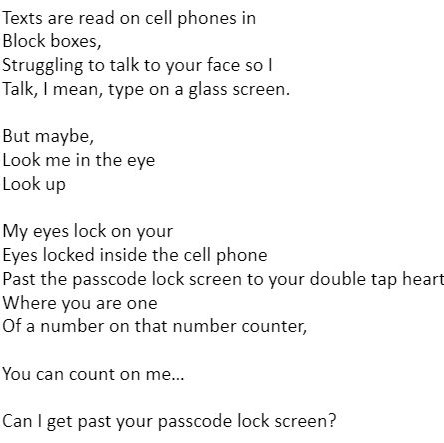 Texts are read on cell phones in
Block boxes,
Struggling to talk to your face so I
Talk, I mean, type on a glass screen.
But maybe,
Look me in the eye
Look up
My eyes lock on your
Eyes locked inside the cell phone
Past the passcode lock screen to your double tap heart
Where you are one
Of a number on that number counter,
You can count on me...
Can I get past your passcode lock screen?